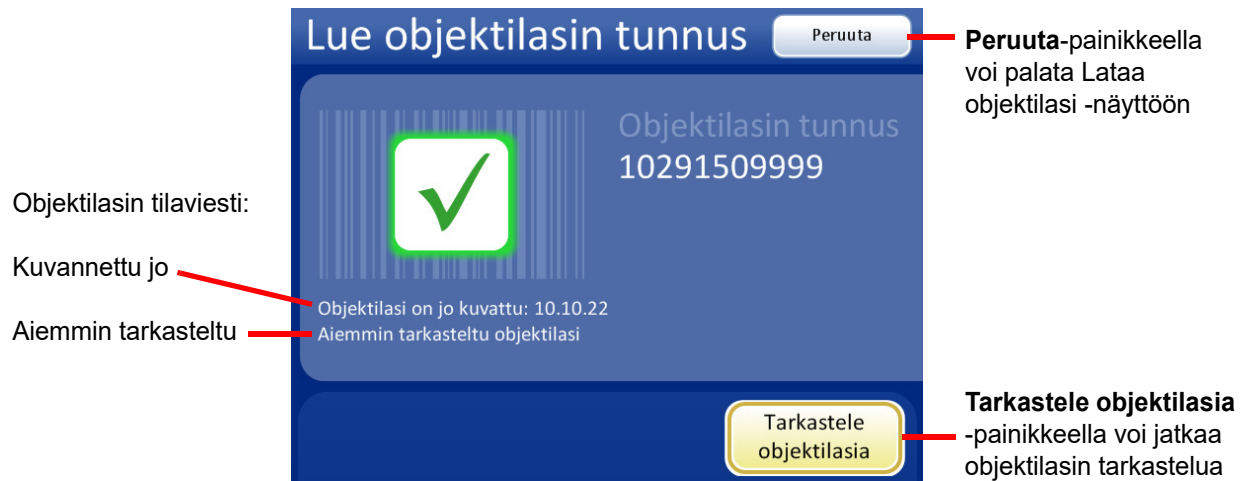 Lue objektilasin tunnus
Peruuta
Peruuta-painikkeella
voi palata Lataa
objektilasi -näyttöön
Objektilasin tunnus
10291509999
Objektilasin tilaviesti:
Kuvannettu jo
Aiemmin tarkasteltu
Objektilasi on jo kuvattu: 10.10.22
Aiemmin tarkasteltu objektilasi
Tarkastele
objektilasia
Tarkastele objektilasia
-painikkeella voi jatkaa
objektilasin tarkastelua